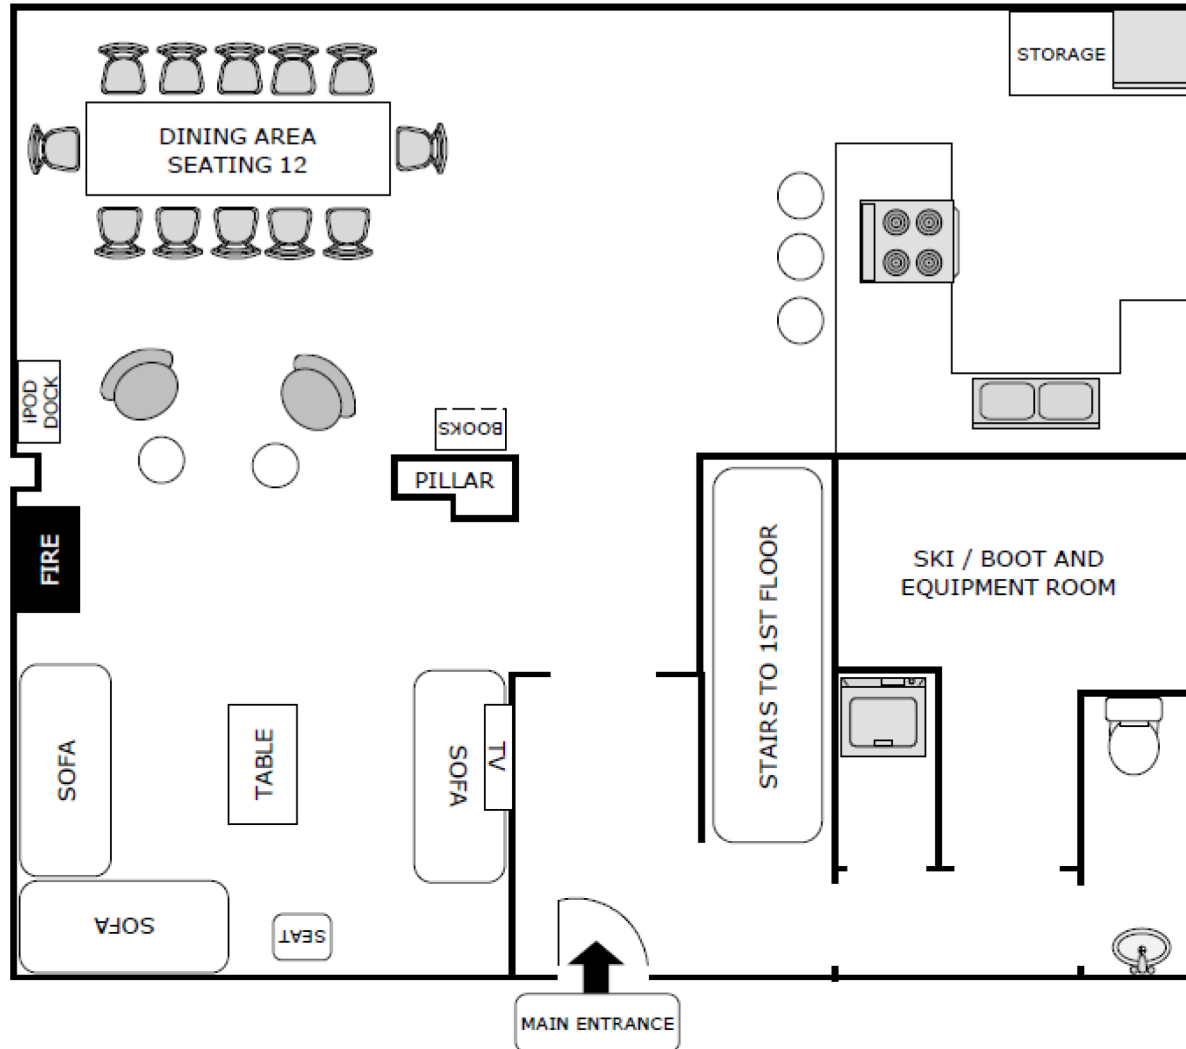 STORAGE
DINING AREA
SEATING 12
iPOD
DOCK
BOOKS
PILLAR
FIRE
STAIRS TO 1ST FLOOR
SKI / BOOT AND
EQUIPMENT ROOM
SOFA
TABLE
SOFA
TV
SOFA
SEAT
MAIN ENTRANCE